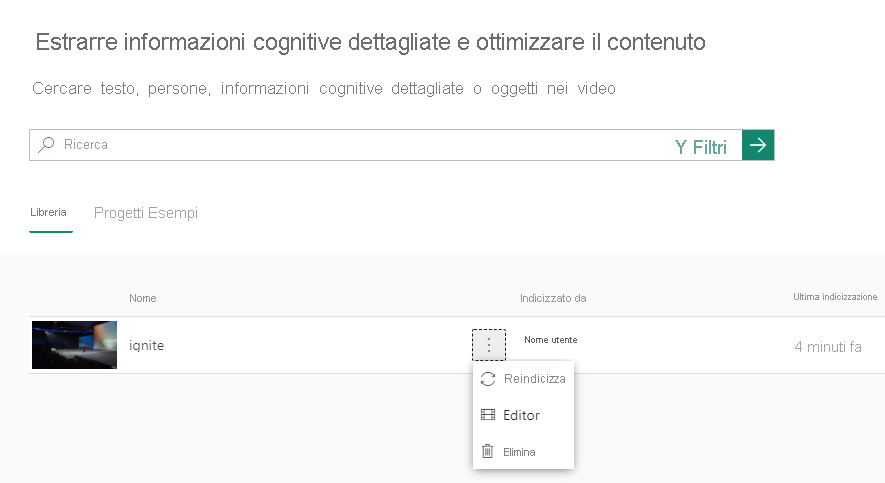 Estrarre informazioni cognitive dettagliate e ottimizzare il contenuto
Cercare testo, persone, informazioni cognitive dettagliate o oggetti nei video
Ricerca
Y Filtri
Libreria Progetti Esempi
Nome Indicizzato da Ultima indicizzazione
iqnite Nome utente 4 minuti fa
Reindicizza
Editor
Elimina